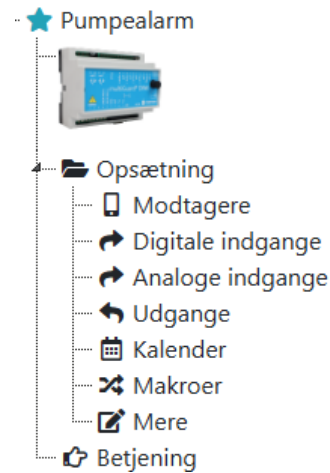 Pumpealarm
Opsætning
Modtagere
Digitale indgange
Analoge indgange
Udgange
Kalender
Makroer
Mere
Betjening